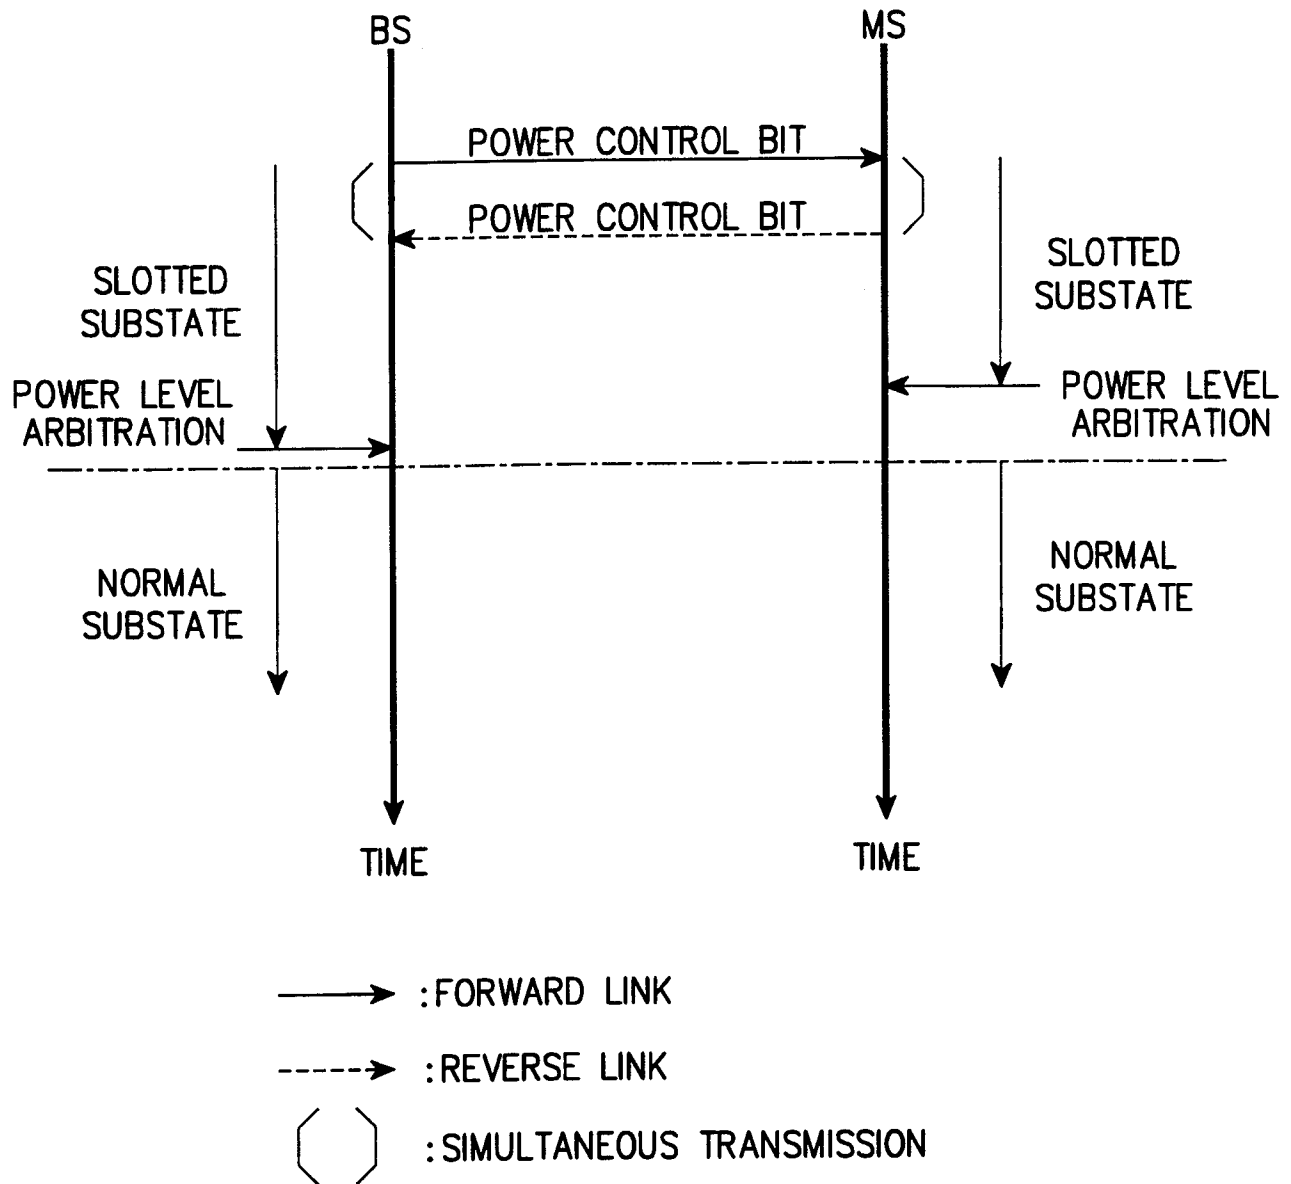 BS
MS
POWER CONTROL BIT
POWER CONTROL BIT
SLOTTED
SUBSTATE
SLOTTED
SUBSTATE
POWER LEVEL
ARBITRATION
POWER LEVEL
ARBITRATION
NORMAL
SUBSTATE
NORMAL
SUBSTATE
TIME
TIME
:FORWARD LINK
:REVERSE LINK
:SIMULTANEOUS TRANSMISSION